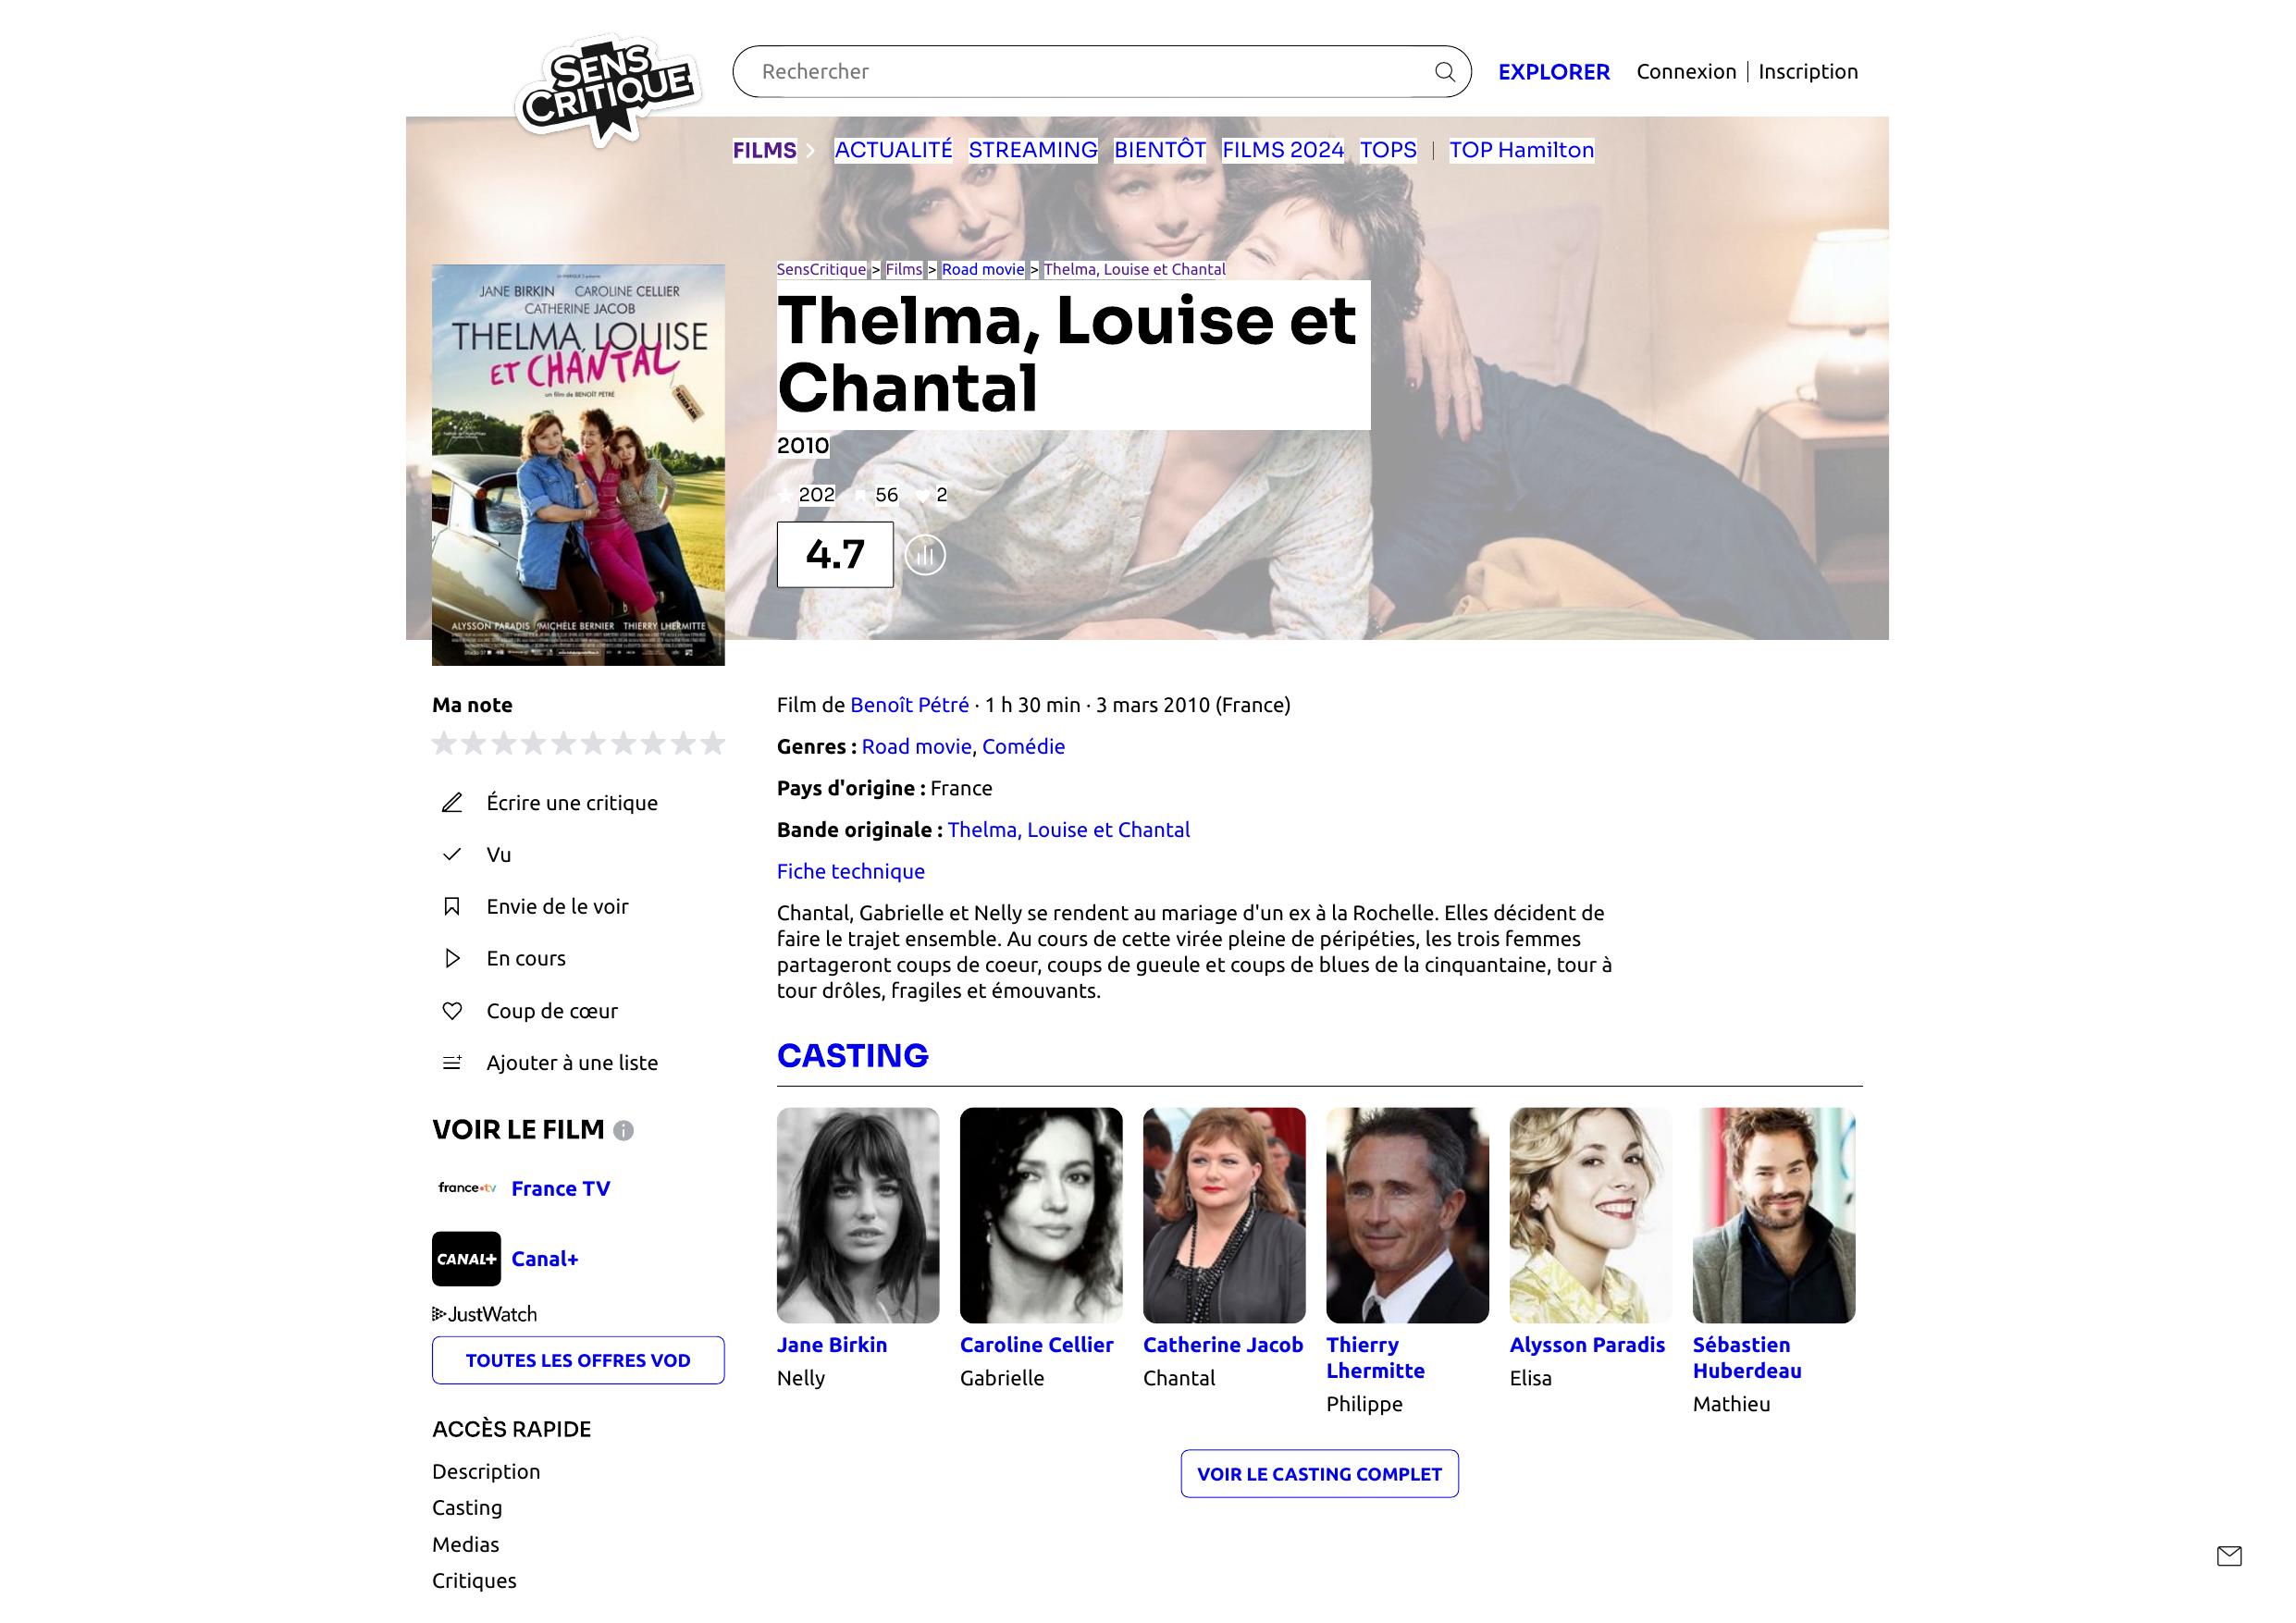 SENS
CRITIQUE
Rechercher
EXPLORER
Connexion
Inscription
FILMS
ACTUALITÉ
STREAMING
BIENTÔT
FILMS 2024
TOPS
TOP Hamilton
JANE BIRKIN CAROLINE CELLIER
CATHERINE JACOB
THELMA, LOUISE
ET CHANTAL
un film de BENOÎT PÉTRÉ
ALYSSON PARADIS MICHÈLE BERNIER THIERRY LHERMITTE
SensCritique > Films > Road movie > Thelma, Louise et Chantal
Thelma, Louise et
Chantal
2010
202 56 2
4.7
Ma note
Écrire une critique
Vu
Envie de le voir
En cours
Coup de cœur
Ajouter à une liste
VOIR LE FILM
france•tv France TV
CANAL+ Canal+
JustWatch
TOUTES LES OFFRES VOD
ACCÈS RAPIDE
Description
Casting
Medias
Critiques
Film de Benoît Pétré · 1 h 30 min · 3 mars 2010 (France)
Genres : Road movie, Comédie
Pays d'origine : France
Bande originale : Thelma, Louise et Chantal
Fiche technique
Chantal, Gabrielle et Nelly se rendent au mariage d'un ex à la Rochelle. Elles décident de
faire le trajet ensemble. Au cours de cette virée pleine de péripéties, les trois femmes
partageront coups de coeur, coups de gueule et coups de blues de la cinquantaine, tour à
tour drôles, fragiles et émouvants.
CASTING
Jane Birkin
Nelly
Caroline Cellier
Gabrielle
Catherine Jacob
Chantal
Thierry
Lhermitte
Philippe
Alysson Paradis
Elisa
Sébastien
Huberdeau
Mathieu
VOIR LE CASTING COMPLET